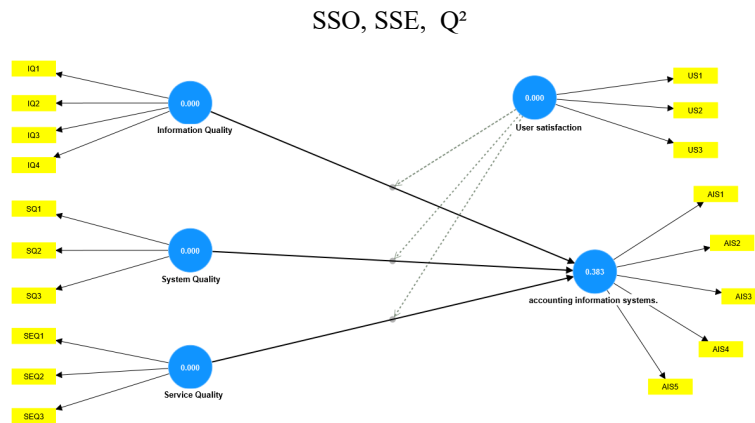 SSO, SSE, Q²
IQ1
IQ2
IQ3
IQ4
0.000
Information Quality
SQ1
SQ2
SQ3
0.000
System Quality
SEQ1
SEQ2
SEQ3
0.000
Service Quality
0.000
User satisfaction
US1
US2
US3
0.383
accounting information systems.
AIS1
AIS2
AIS3
AIS4
AIS5